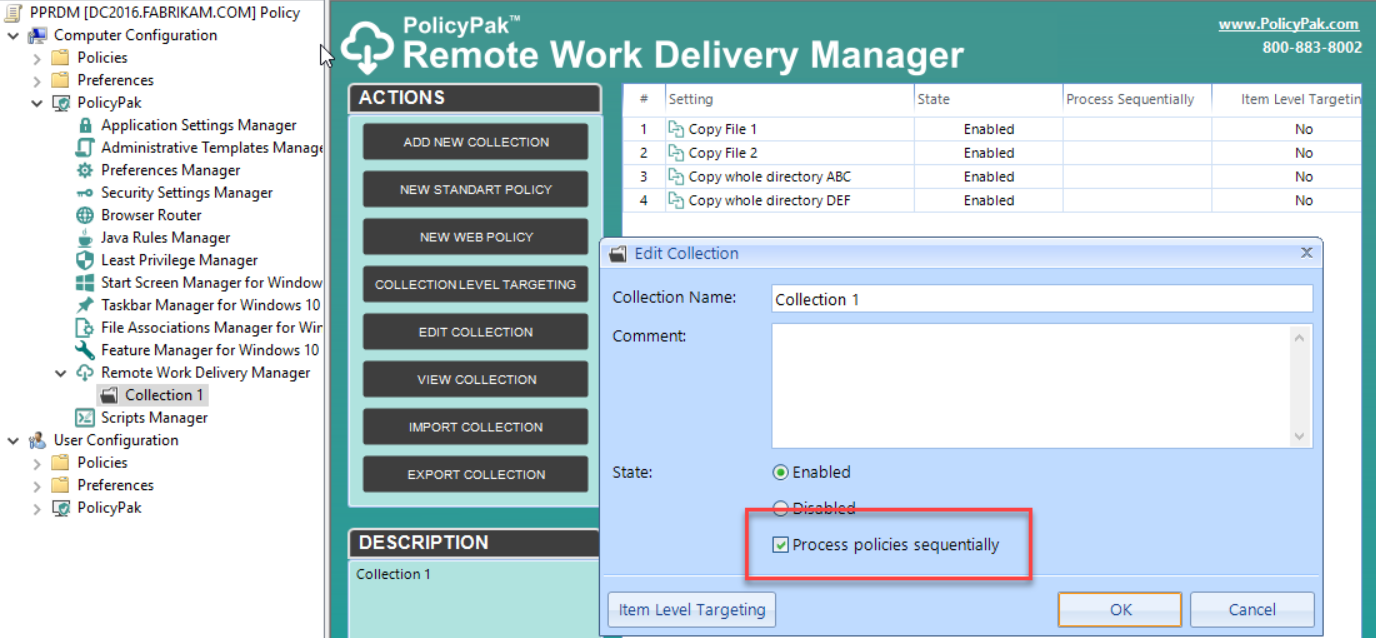 PPRDM [DC2016.FABRIKAM.COM] Policy
Computer Configuration
Policies
Preferences
PolicyPak
Application Settings Manager
Administrative Templates Manage
Preferences Manager
Security Settings Manager
Browser Router
Java Rules Manager
Least Privilege Manager
Start Screen Manager for Window
Taskbar Manager for Windows 10
File Associations Manager for Wir
Feature Manager for Windows 10
Remote Work Delivery Manager
Collection 1
Scripts Manager
User Configuration
Policies
Preferences
PolicyPak
PolicyPak™
Remote Work Delivery Manager
www.PolicyPak.com
800-883-8002
ACTIONS
ADD NEW COLLECTION
NEW STANDART POLICY
NEW WEB POLICY
COLLECTION LEVEL TARGETING
EDIT COLLECTION
VIEW COLLECTION
IMPORT COLLECTION
EXPORT COLLECTION
DESCRIPTION
Collection 1
# Setting State Process Sequentially Item Level Targetin
1 Copy File 1 Enabled No
2 Copy File 2 Enabled No
3 Copy whole directory ABC Enabled No
4 Copy whole directory DEF Enabled No
Edit Collection
Collection Name: Collection 1
Comment:
State: Enabled
Disabled
Process policies sequentially
Item Level Targeting OK Cancel